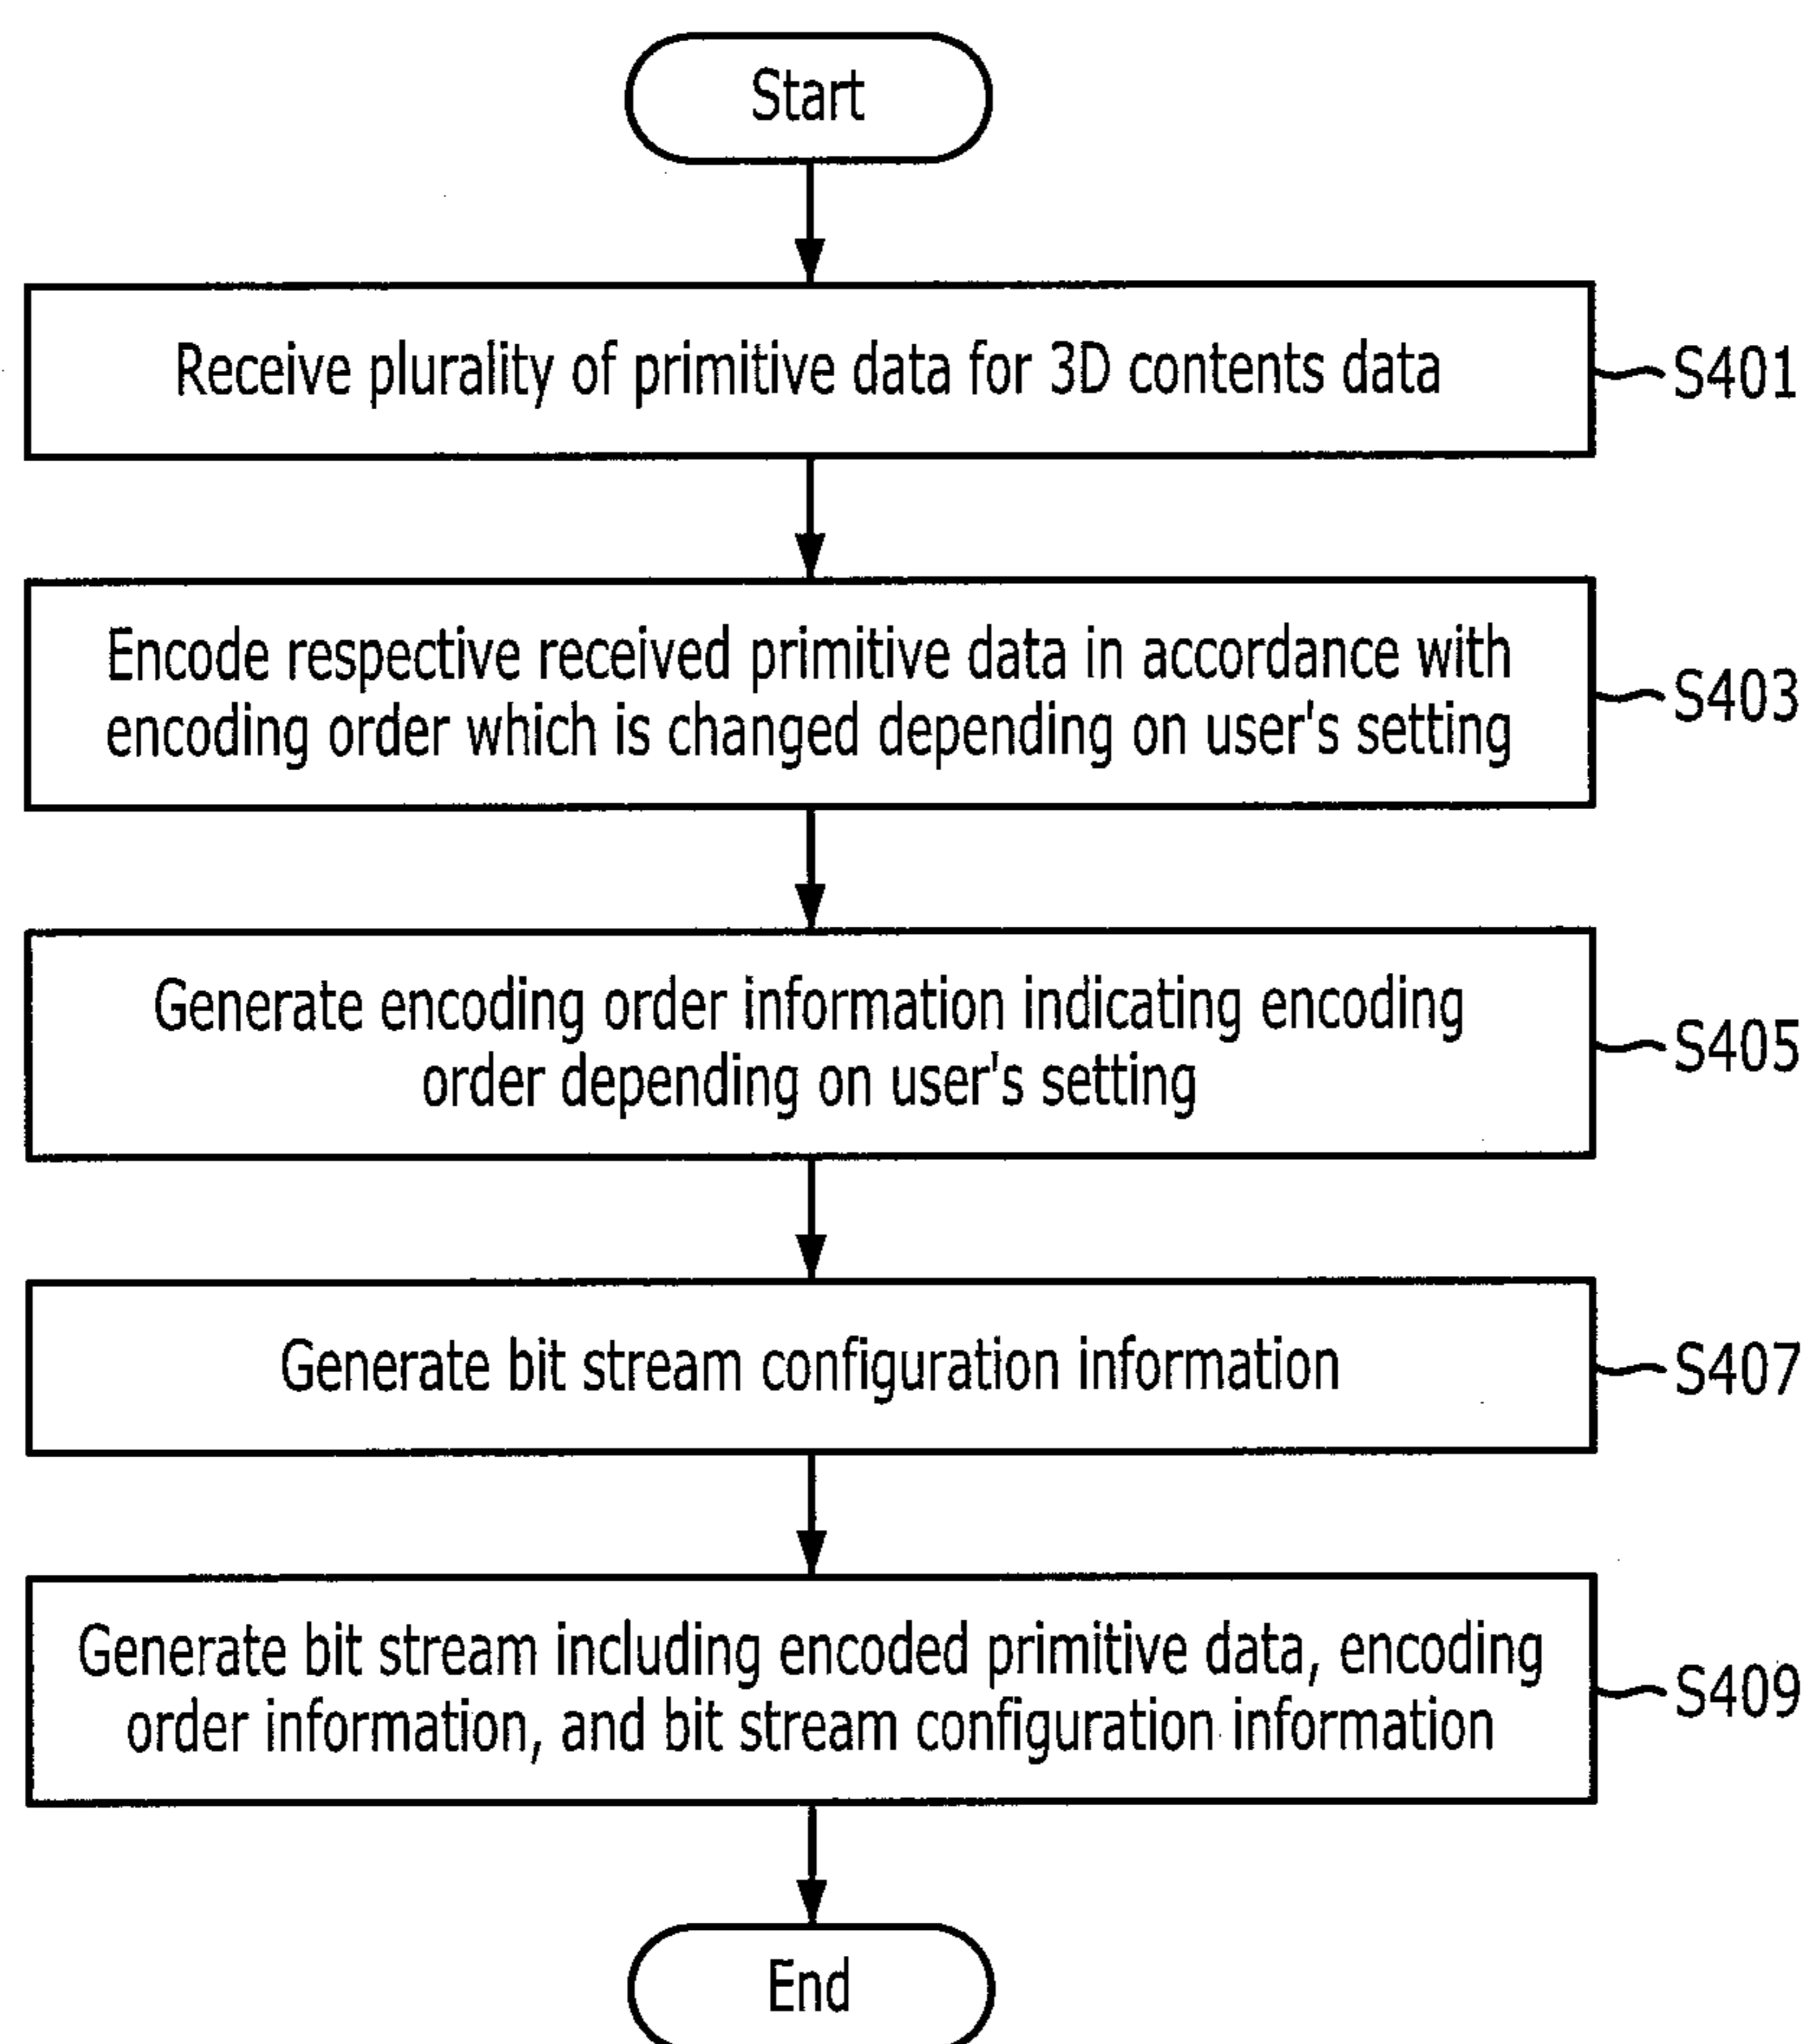 Start
Receive plurality of primitive data for 3D contents data
S401
Encode respective received primitive data in accordance with
encoding order which is changed depending on user's setting
S403
Generate encoding order information indicating encoding
order depending on user's setting
S405
Generate bit stream configuration information
S407
Generate bit stream including encoded primitive data, encoding
order information, and bit stream configuration information
S409
End